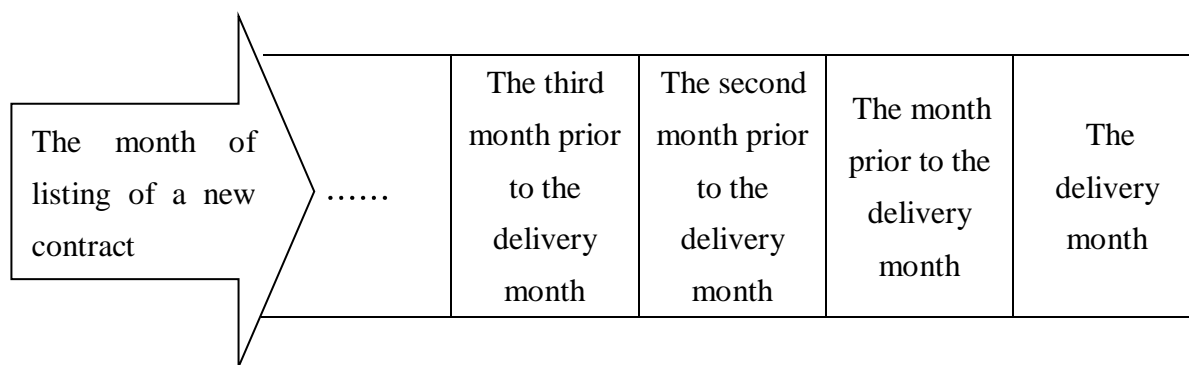 The month of
listing of a new
contract
……
The third
month prior
to the
delivery
month
The second
month prior
to the
delivery
month
The month
prior to the
delivery
month
The
delivery
month